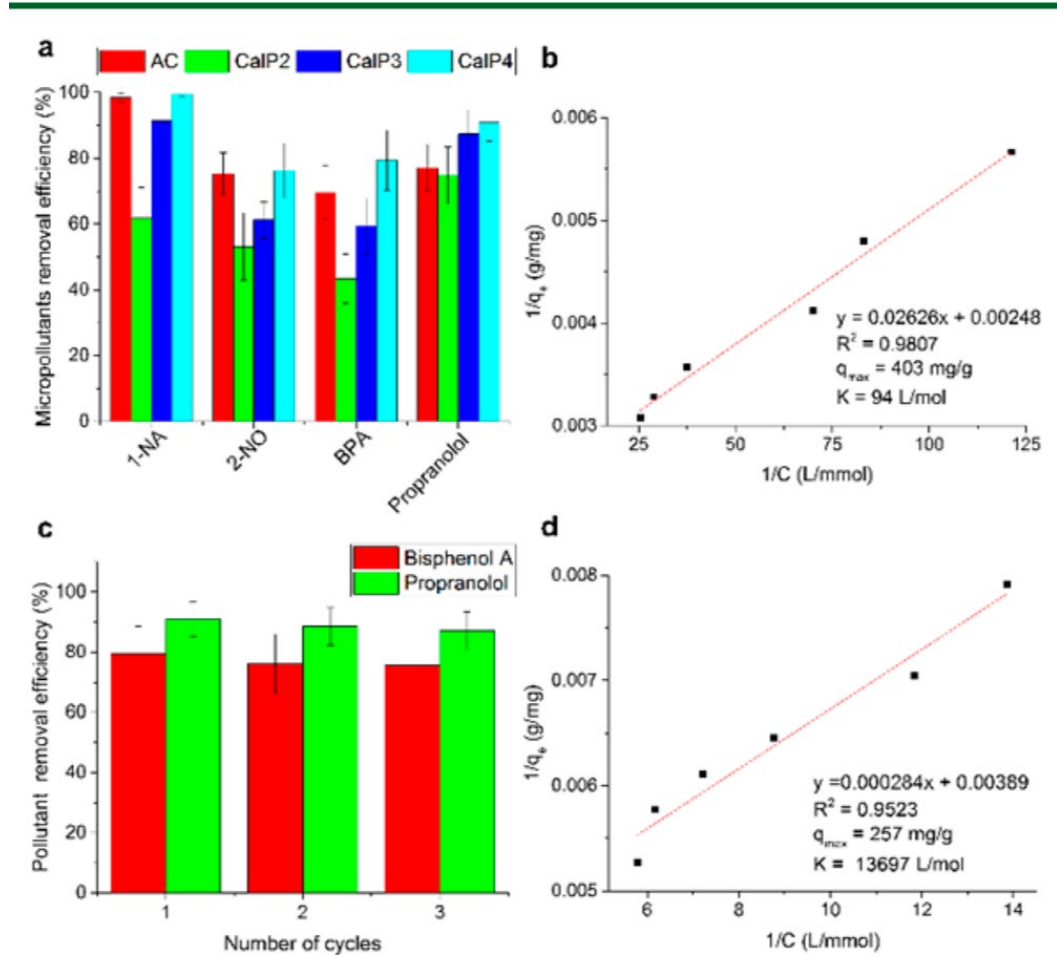 a
AC CalP2 CalP3 CalP4
Micropollutants removal efficiency (%)
100
80
60
40
20
0
1-NA 2-NO BPA Propranolol
b
1/qe (g/mg)
0.006
0.005
0.004
0.003
y = 0.02626x + 0.00248
R² = 0.9807
qmax = 403 mg/g
K = 94 L/mol
25 50 75 100 125
1/C (L/mmol)
c
Bisphenol A
Propranolol
Pollutant removal efficiency (%)
100
80
60
40
20
0
1 2 3
Number of cycles
d
1/qe (g/mg)
0.008
0.007
0.006
0.005
y =0.000284x + 0.00389
R² = 0.9523
qmax = 257 mg/g
K = 13697 L/mol
6 8 10 12 14
1/C (L/mmol)